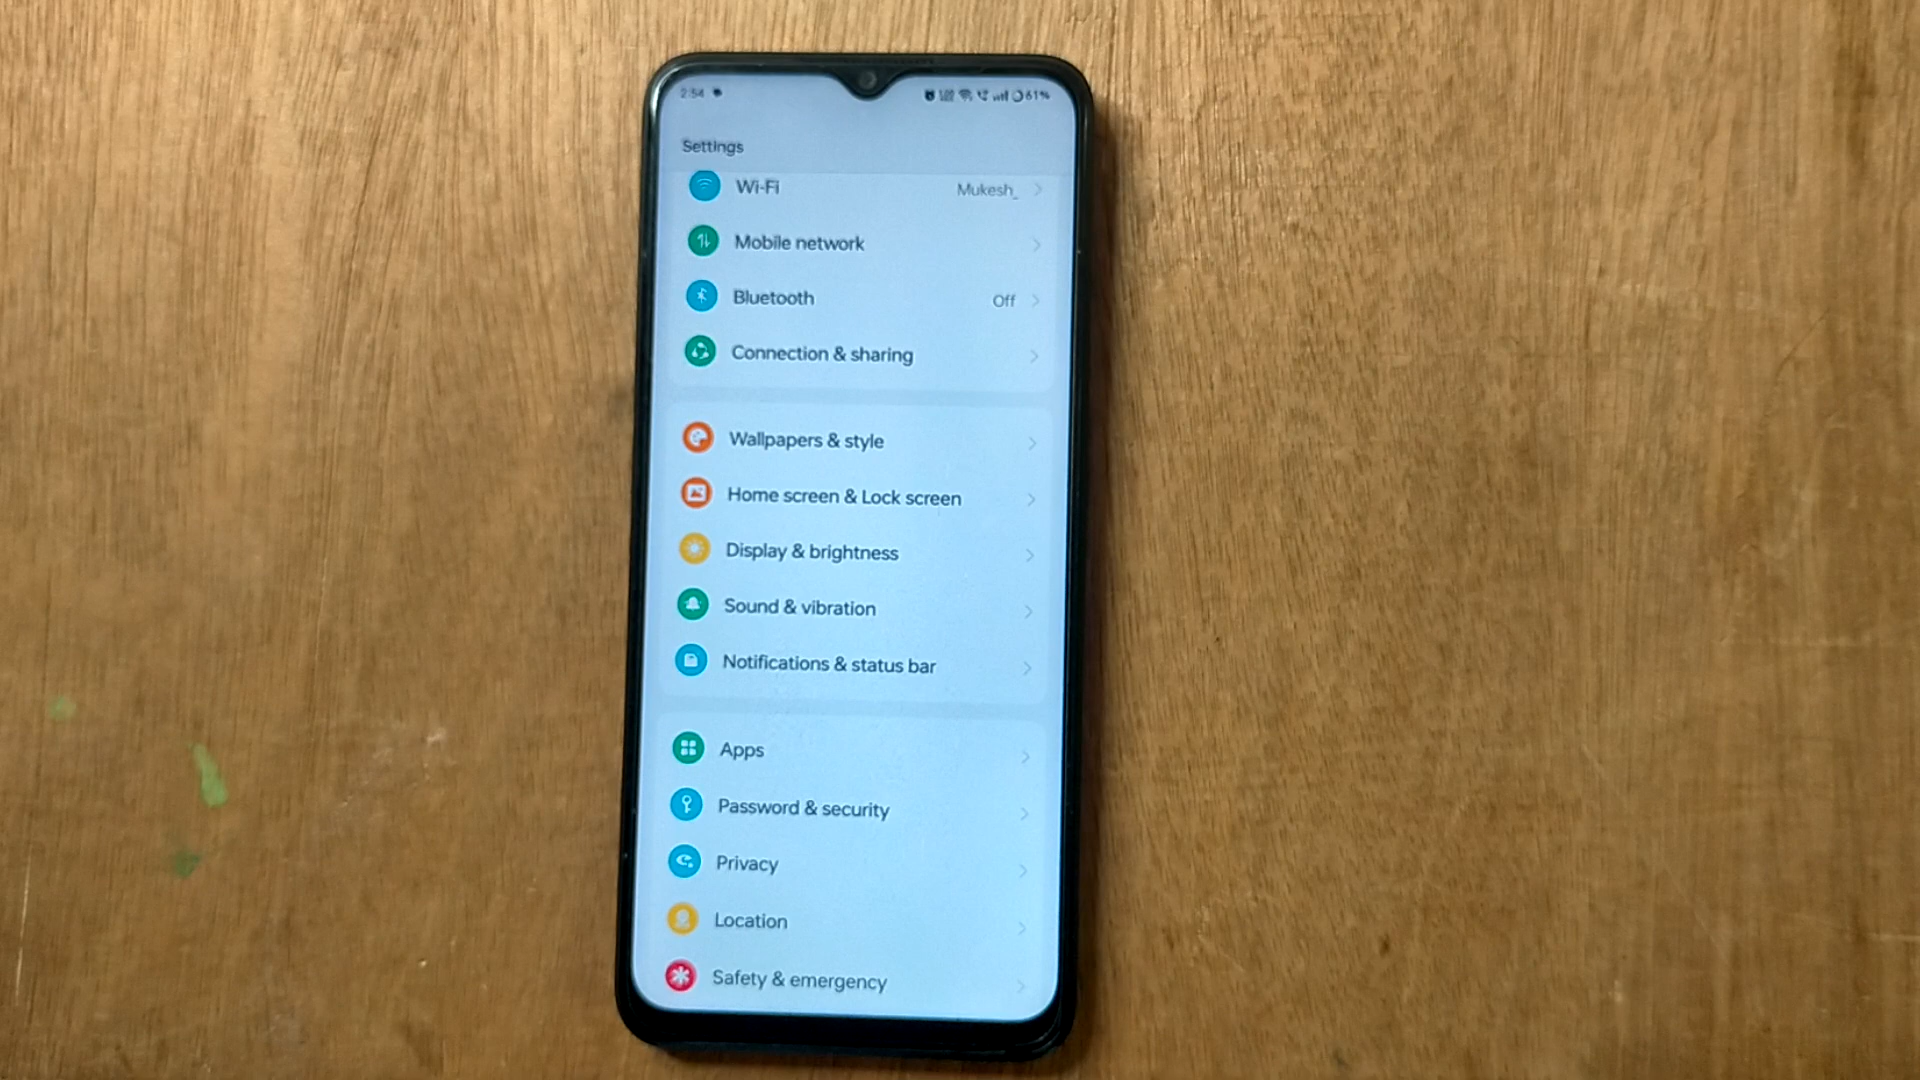 2:54 61%
Settings
Wi-Fi Mukesh_
Mobile network
Bluetooth Off
Connection & sharing
Wallpapers & style
Home screen & Lock screen
Display & brightness
Sound & vibration
Notifications & status bar
Apps
Password & security
Privacy
Location
Safety & emergency